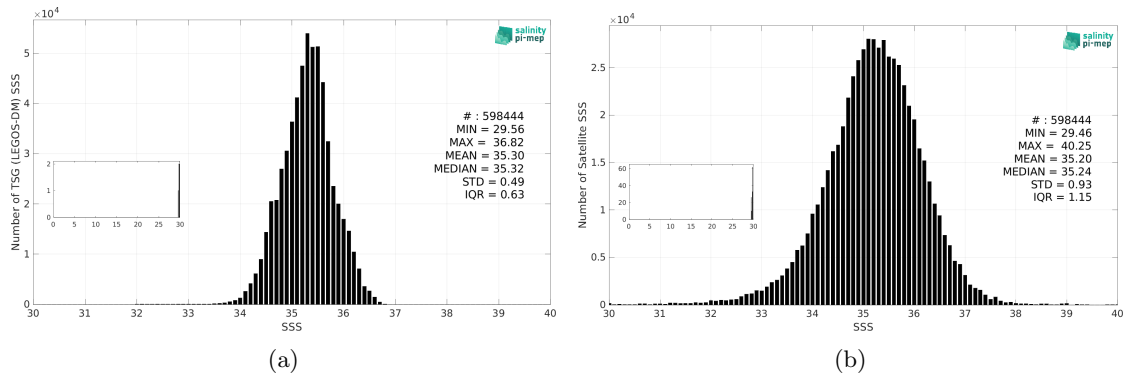 ×10⁴
5
4
3
2
1
0
Number of TSG (LEGOS-DM) SSS
salinity
pi-mep
# : 598444
MIN = 29.56
MAX = 36.82
MEAN = 35.30
MEDIAN = 35.32
STD = 0.49
IQR = 0.63
2
1
0
0 5 10 15 20 25 30
30 31 32 33 34 35 36 37 38 39 40
SSS
(a)
×10⁴
2.5
2
1.5
1
0.5
0
Number of Satellite SSS
salinity
pi-mep
# : 598444
MIN = 29.46
MAX = 40.25
MEAN = 35.20
MEDIAN = 35.24
STD = 0.93
IQR = 1.15
60
40
20
0
0 5 10 15 20 25 30
30 31 32 33 34 35 36 37 38 39 40
SSS
(b)